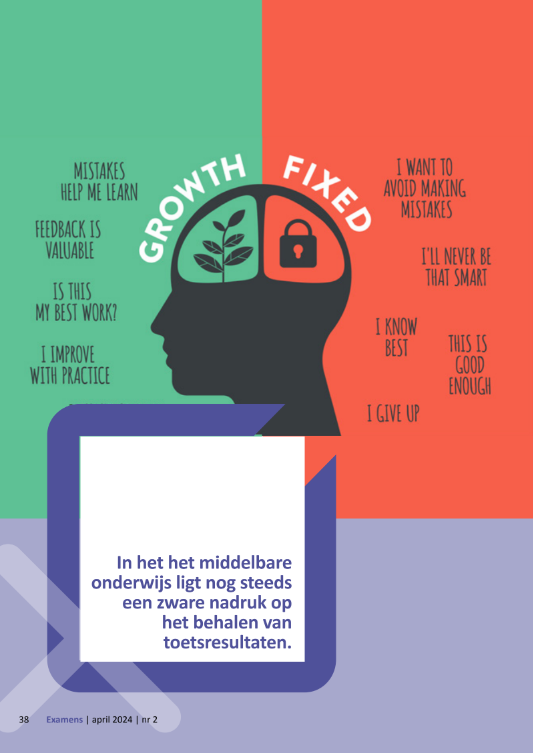 GROWTH
FIXED
MISTAKES
HELP ME LEARN
FEEDBACK IS
VALUABLE
IS THIS
MY BEST WORK?
I IMPROVE
WITH PRACTICE
I WANT TO
AVOID MAKING
MISTAKES
I'LL NEVER BE
THAT SMART
I KNOW
BEST
THIS IS
GOOD
ENOUGH
I GIVE UP
In het het middelbare
onderwijs ligt nog steeds
een zware nadruk op
het behalen van
toetsresultaten.
38 Examens | april 2024 | nr 2